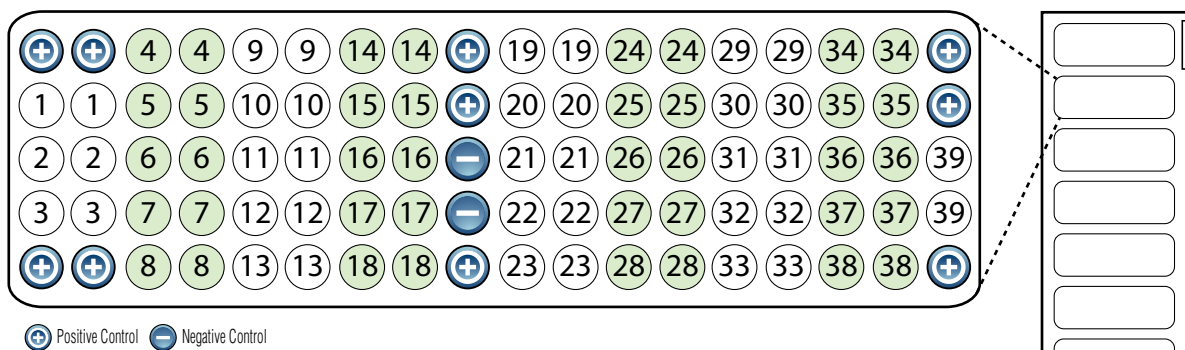 4 4 9 9 14 14 19 19 24 24 29 29 34 34
1 1 5 5 10 10 15 15 20 20 25 25 30 30 35 35
2 2 6 6 11 11 16 16 21 21 26 26 31 31 36 36 39
3 3 7 7 12 12 17 17 22 22 27 27 32 32 37 37 39
8 8 13 13 18 18 23 23 28 28 33 33 38 38
Positive Control Negative Control